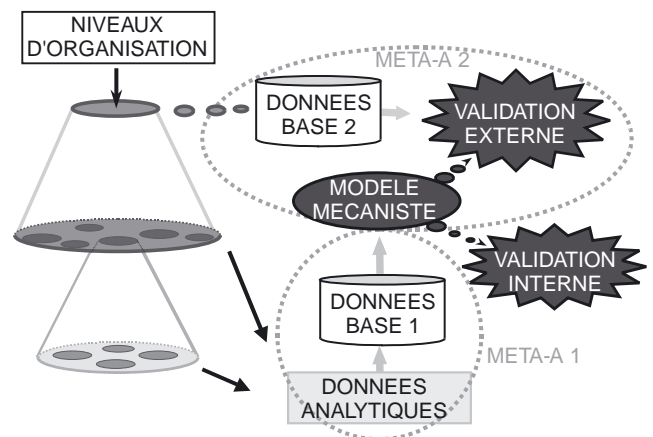 NIVEAUX
D'ORGANISATION
META-A 2
DONNEES
BASE 2
VALIDATION
EXTERNE
MODELE
MECANISTE
VALIDATION
INTERNE
DONNEES
BASE 1
META-A 1
DONNEES
ANALYTIQUES